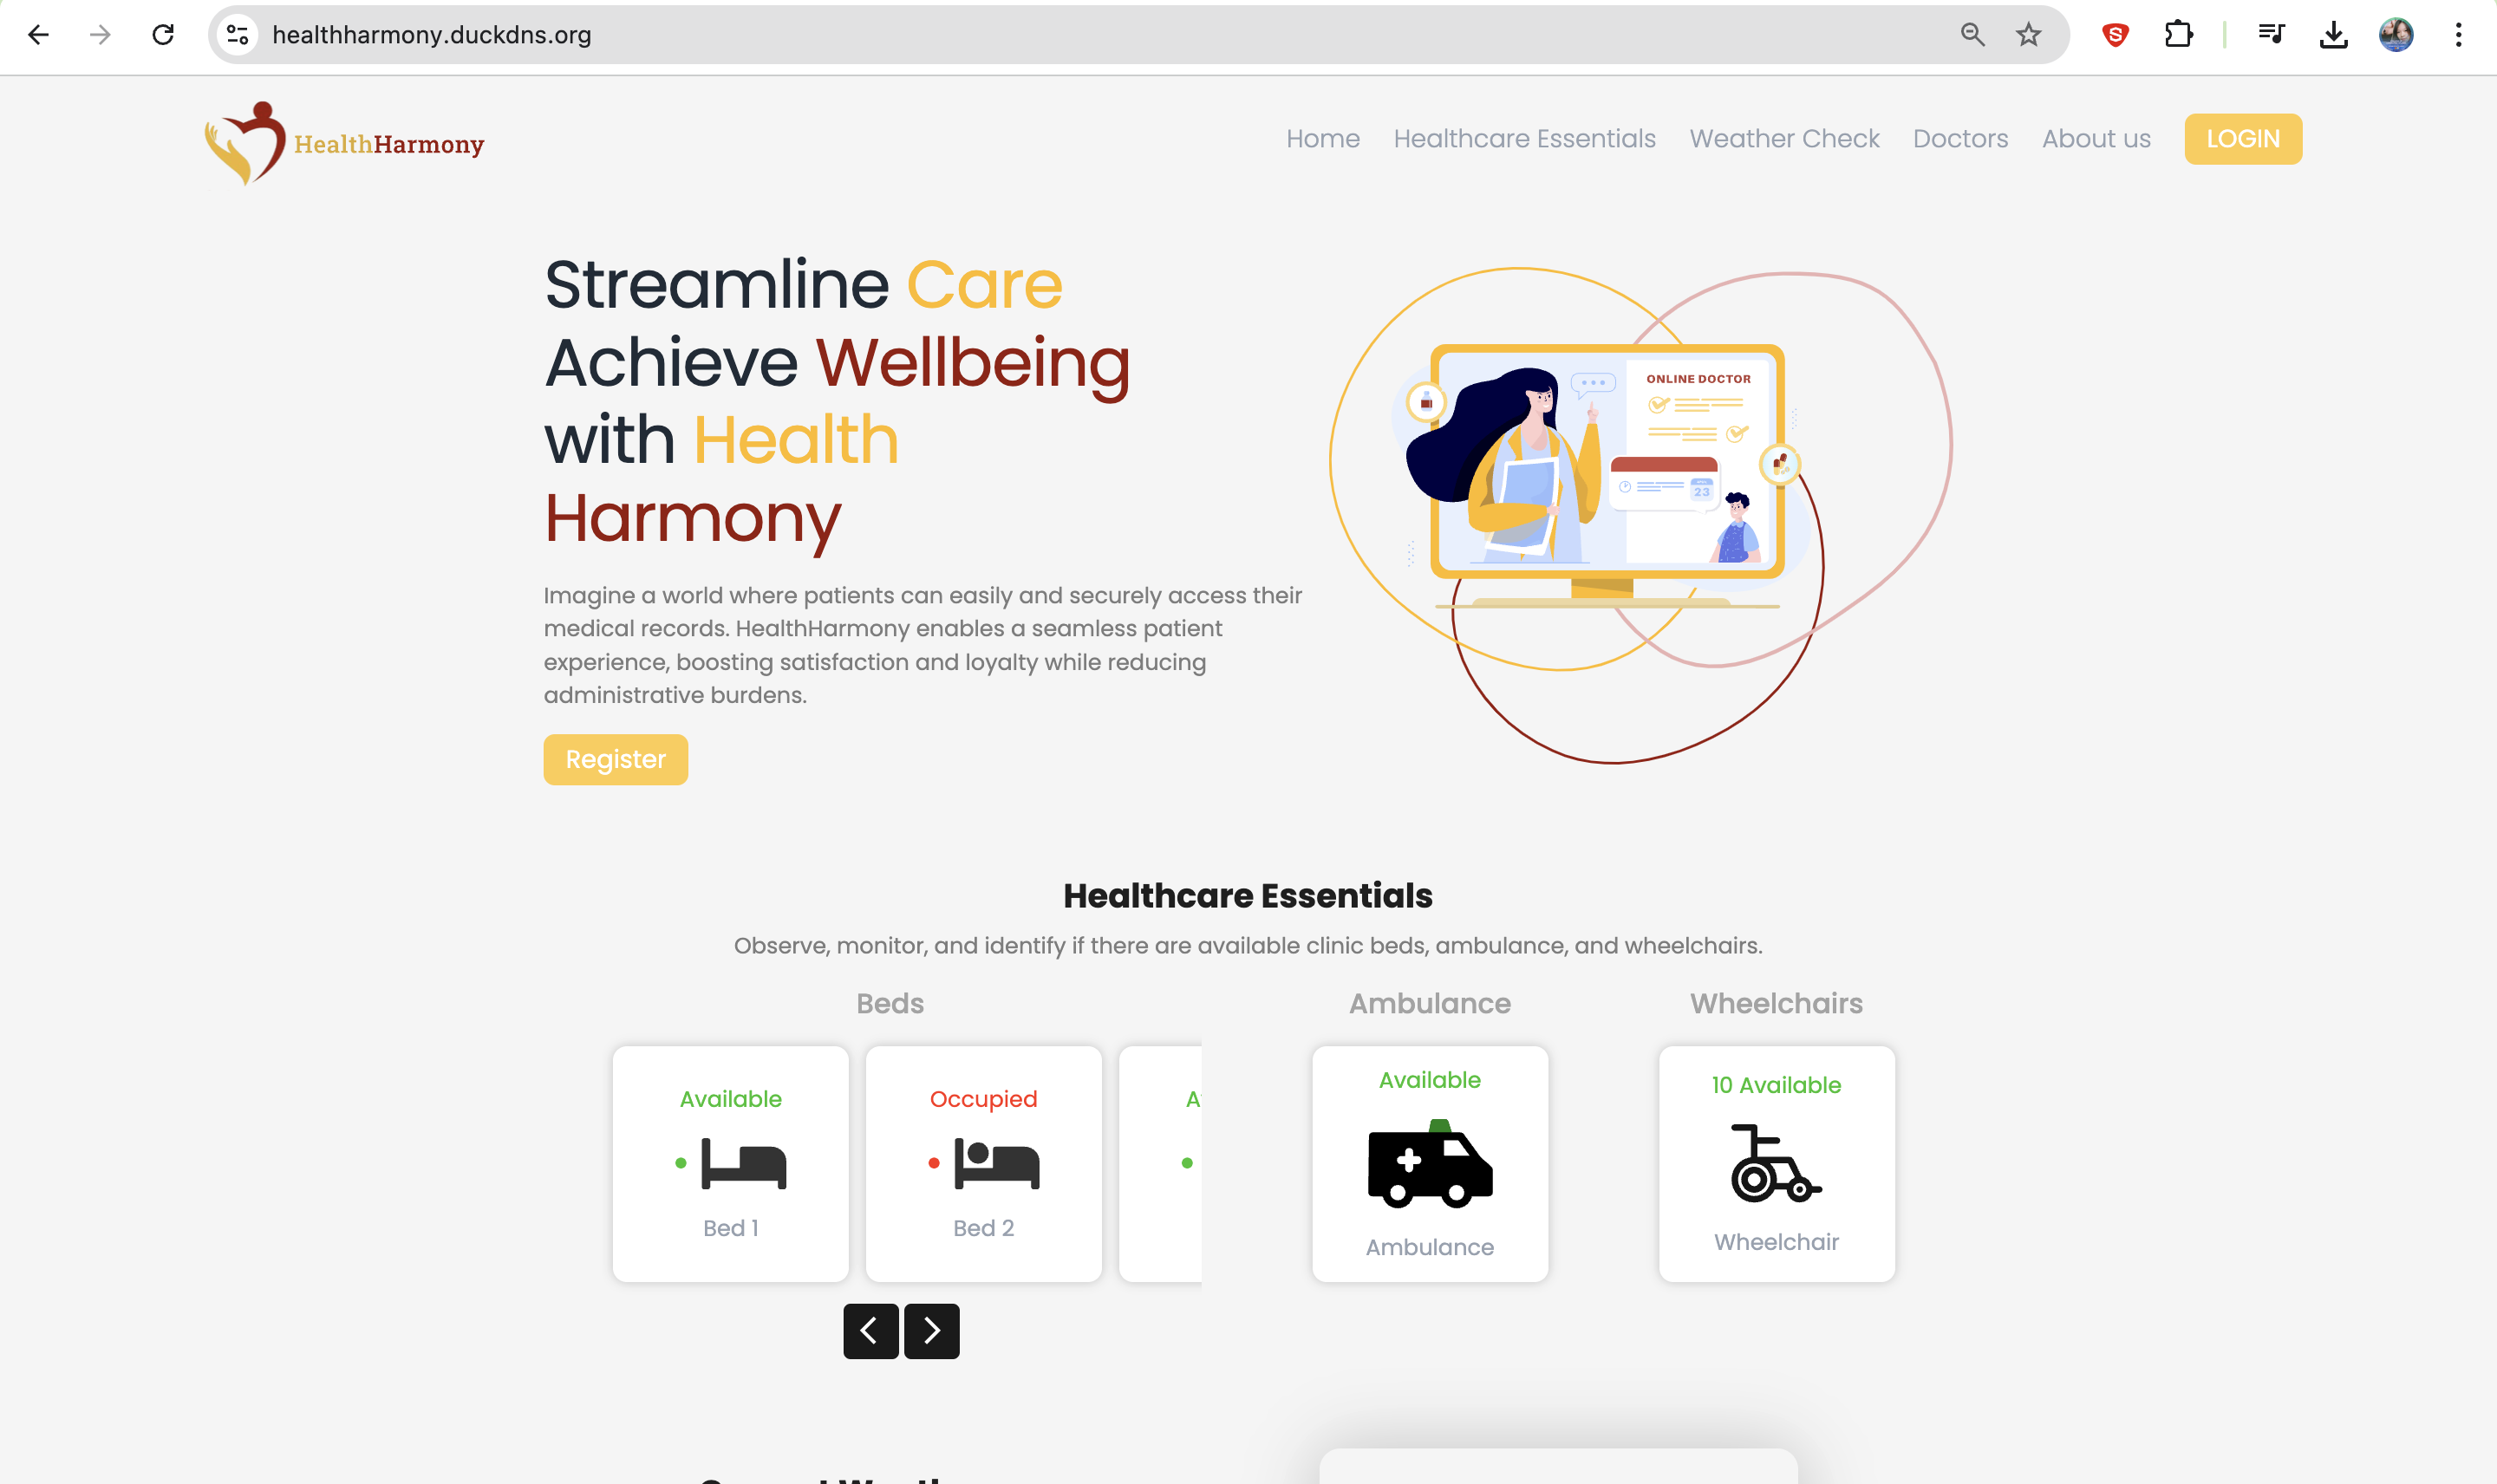 healthharmony.duckdns.org
HealthHarmony
Home Healthcare Essentials Weather Check Doctors About us LOGIN
Streamline Care
Achieve Wellbeing
with Health
Harmony
ONLINE DOCTOR
23
Imagine a world where patients can easily and securely access their
medical records. HealthHarmony enables a seamless patient
experience, boosting satisfaction and loyalty while reducing
administrative burdens.
Register
Healthcare Essentials
Observe, monitor, and identify if there are available clinic beds, ambulance, and wheelchairs.
Beds Ambulance Wheelchairs
Available Occupied Available 10 Available
Bed 1 Bed 2 Ambulance Wheelchair